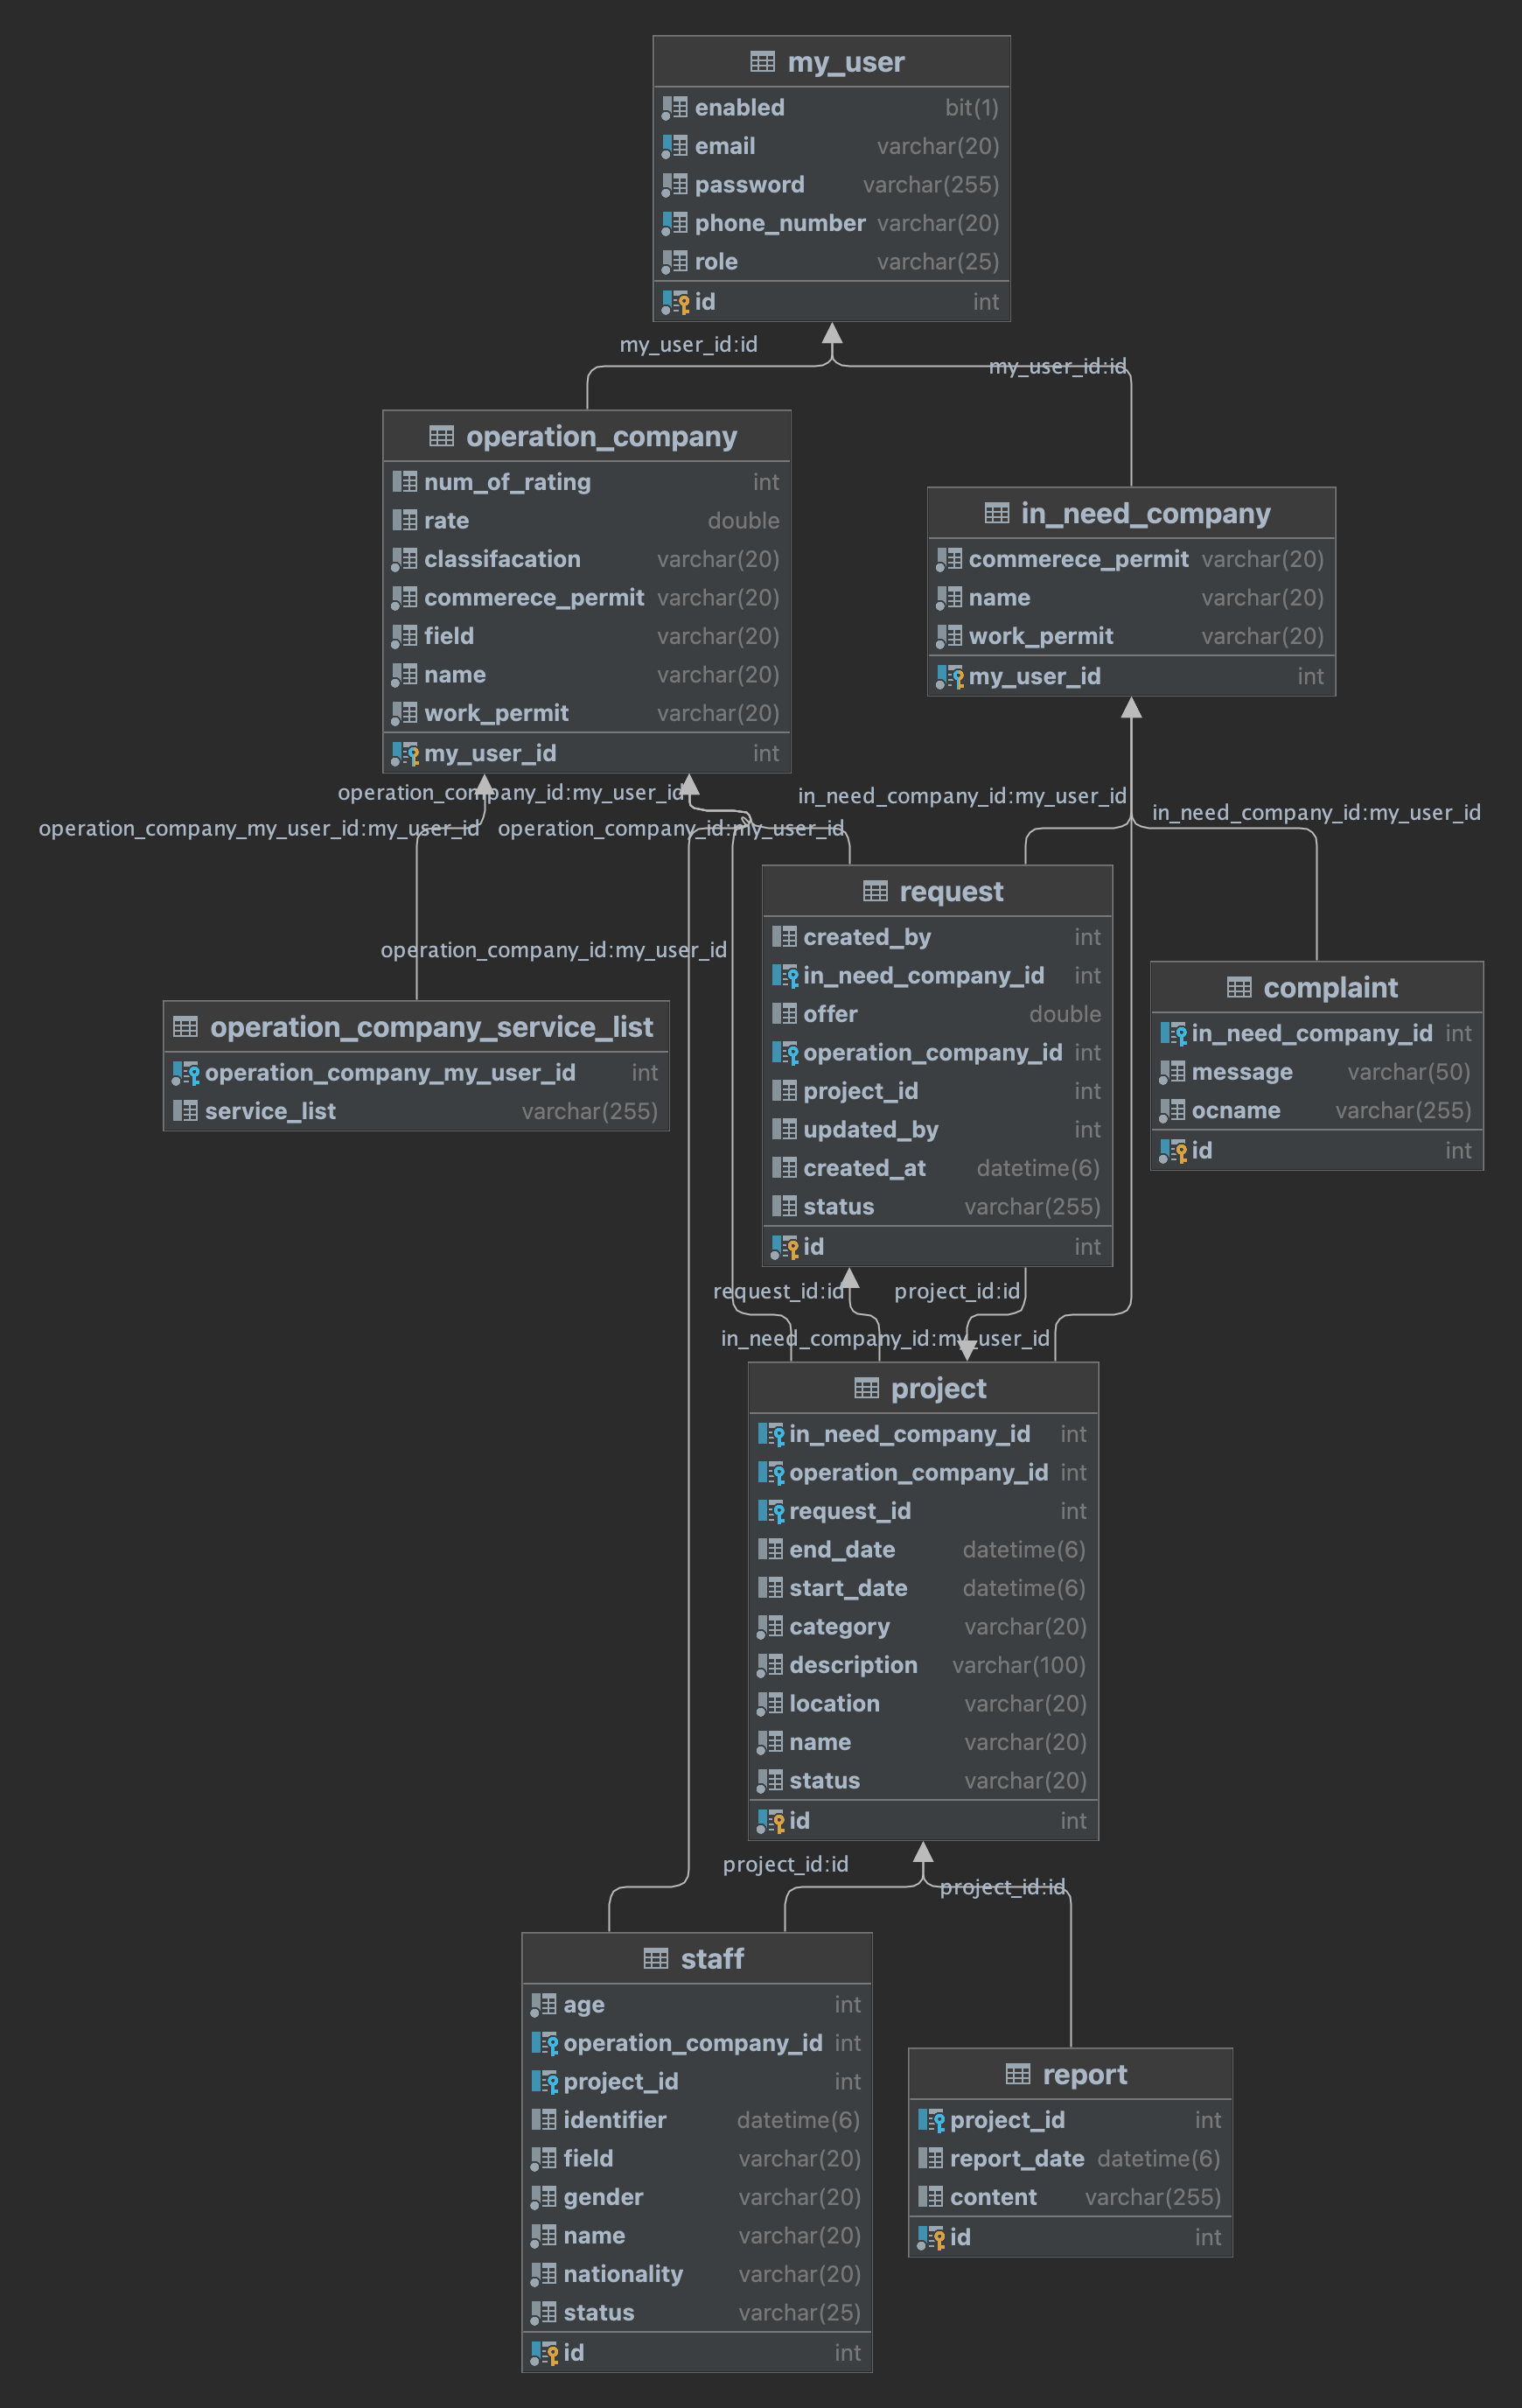 my_user
enabled bit(1)
email varchar(20)
password varchar(255)
phone_number varchar(20)
role varchar(25)
id int
my_user_id:id
my_user_id:id
operation_company
num_of_rating int
rate double
classifacation varchar(20)
commerece_permit varchar(20)
field varchar(20)
name varchar(20)
work_permit varchar(20)
my_user_id int
in_need_company
commerece_permit varchar(20)
name varchar(20)
work_permit varchar(20)
my_user_id int
operation_company_id:my_user_id
in_need_company_id:my_user_id
in_need_company_id:my_user_id
operation_company_my_user_id:my_user_id
operation_company_id:my_user_id
operation_company_id:my_user_id
request
created_by int
in_need_company_id int
offer double
operation_company_id int
project_id int
updated_by int
created_at datetime(6)
status varchar(255)
id int
complaint
in_need_company_id int
message varchar(50)
ocname varchar(255)
id int
operation_company_service_list
operation_company_my_user_id int
service_list varchar(255)
request_id:id
project_id:id
in_need_company_id:my_user_id
project
in_need_company_id int
operation_company_id int
request_id int
end_date datetime(6)
start_date datetime(6)
category varchar(20)
description varchar(100)
location varchar(20)
name varchar(20)
status varchar(20)
id int
project_id:id
project_id:id
staff
age int
operation_company_id int
project_id int
identifier datetime(6)
field varchar(20)
gender varchar(20)
name varchar(20)
nationality varchar(20)
status varchar(25)
id int
report
project_id int
report_date datetime(6)
content varchar(255)
id int